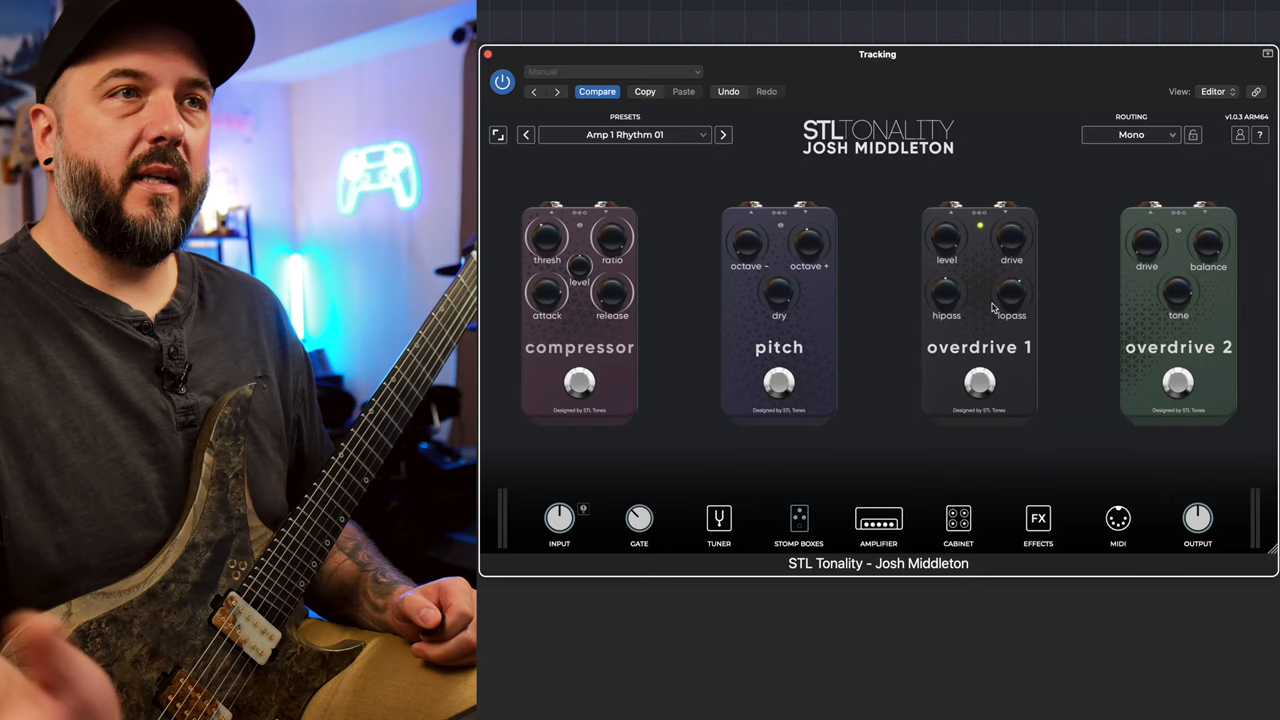 Tracking
Manual
Compare Copy Paste Undo Redo
View: Editor
PRESETS
Amp 1 Rhythm 01
STL TONALITY
JOSH MIDDLETON
ROUTING
Mono
v1.0.3 ARM64
?
thresh ratio
level
attack release
compressor
Designed by STL Tones
octave - octave +
dry
pitch
Designed by STL Tones
level drive
hipass lopass
overdrive 1
Designed by STL Tones
drive balance
tone
overdrive 2
Designed by STL Tones
FX
INPUT GATE TUNER STOMP BOXES AMPLIFIER CABINET EFFECTS MIDI OUTPUT
STL Tonality - Josh Middleton